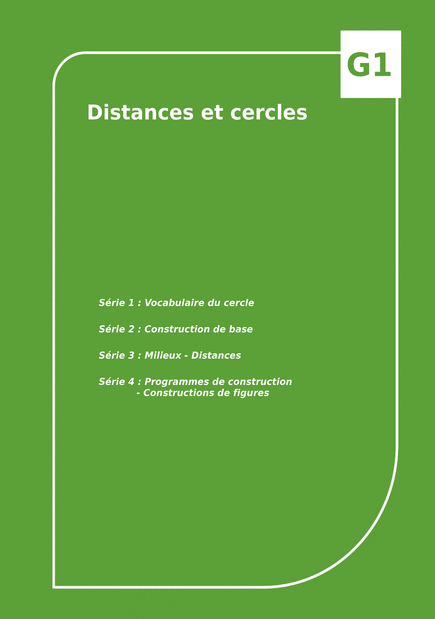 G1
Distances et cercles
Série 1 : Vocabulaire du cercle
Série 2 : Construction de base
Série 3 : Milieux - Distances
Série 4 : Programmes de construction
- Constructions de figures